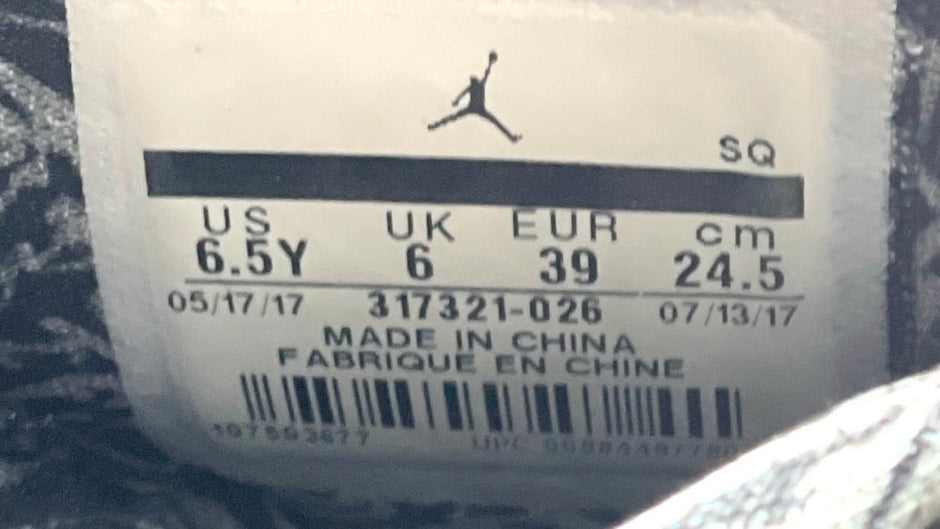 SQ
US UK EUR cm
6.5Y 6 39 24.5
05/17/17 317321-026 07/13/17
MADE IN CHINA
FABRIQUE EN CHINE
UPC